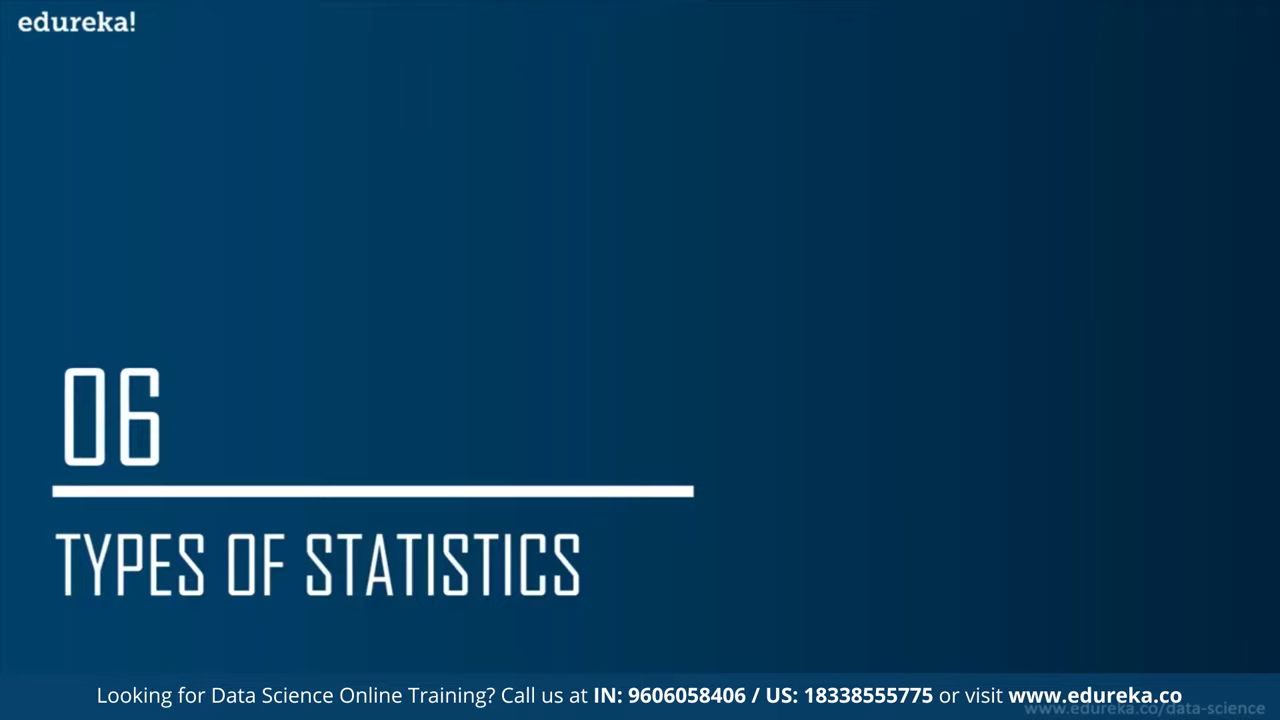 edureka!
06
TYPES OF STATISTICS
Looking for Data Science Online Training? Call us at IN: 9606058406 / US: 18338555775 or visit www.edureka.co
www.edureka.co/data-science